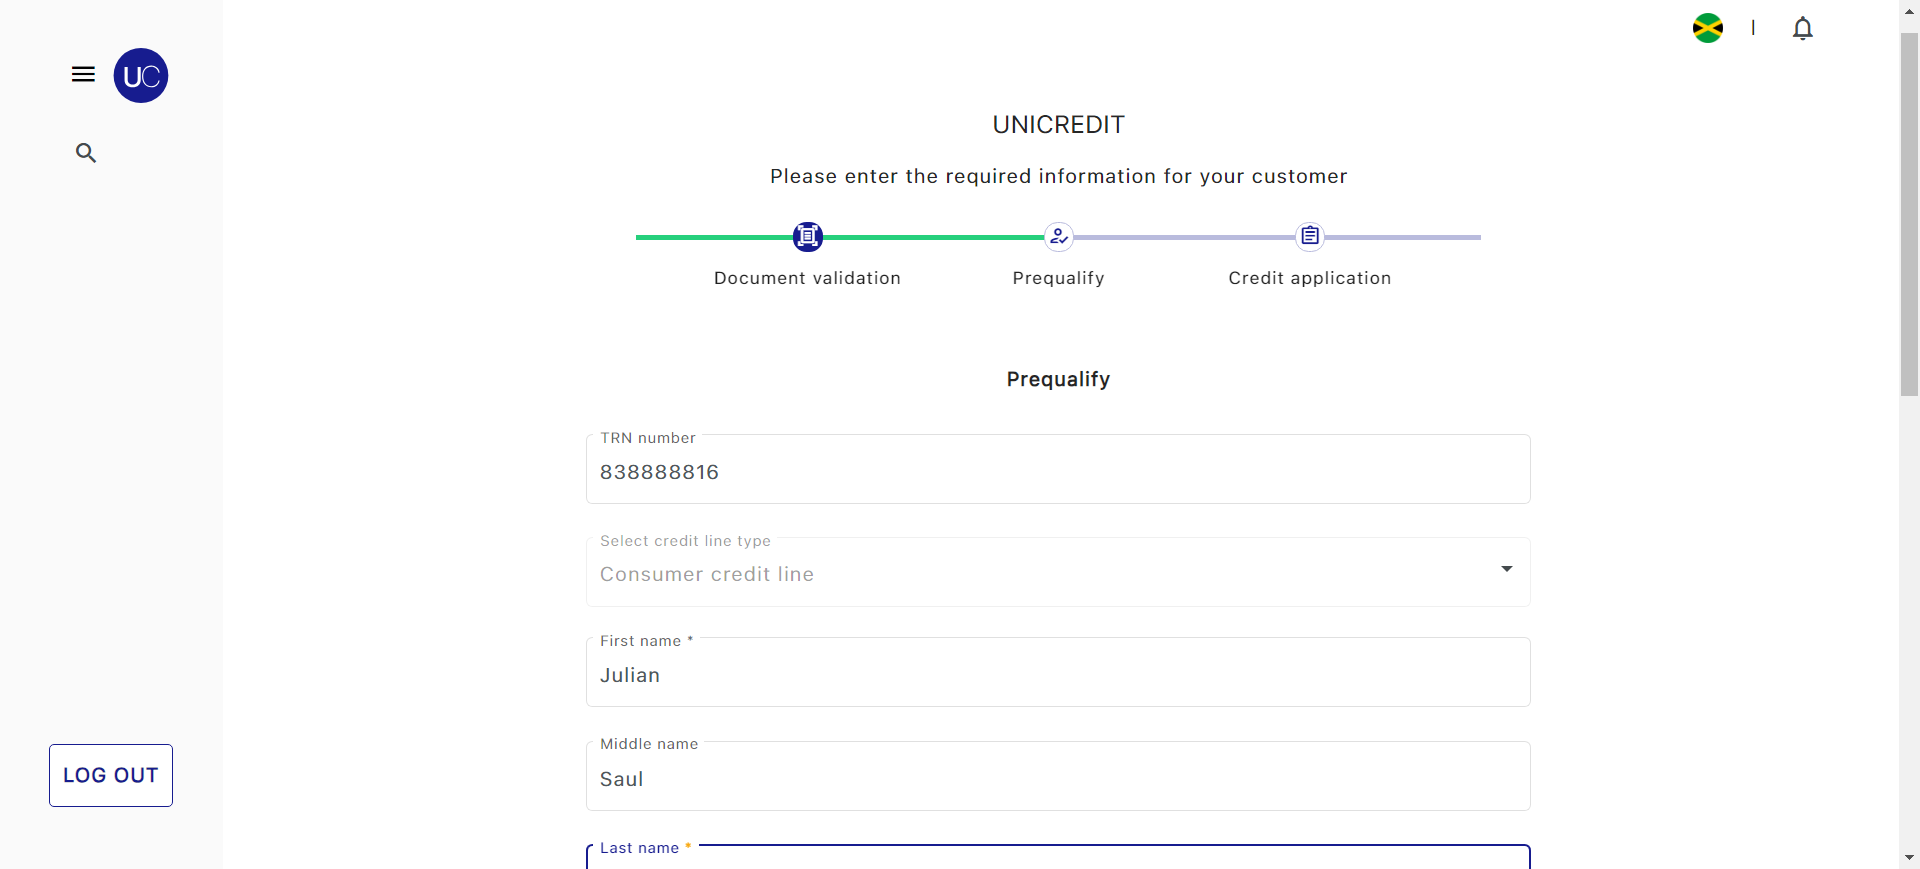 UC
UNICREDIT
Please enter the required information for your customer
Document validation
Prequalify
Credit application
Prequalify
TRN number
838888816
Select credit line type
Consumer credit line
First name *
Julian
Middle name
Saul
Last name *
LOG OUT